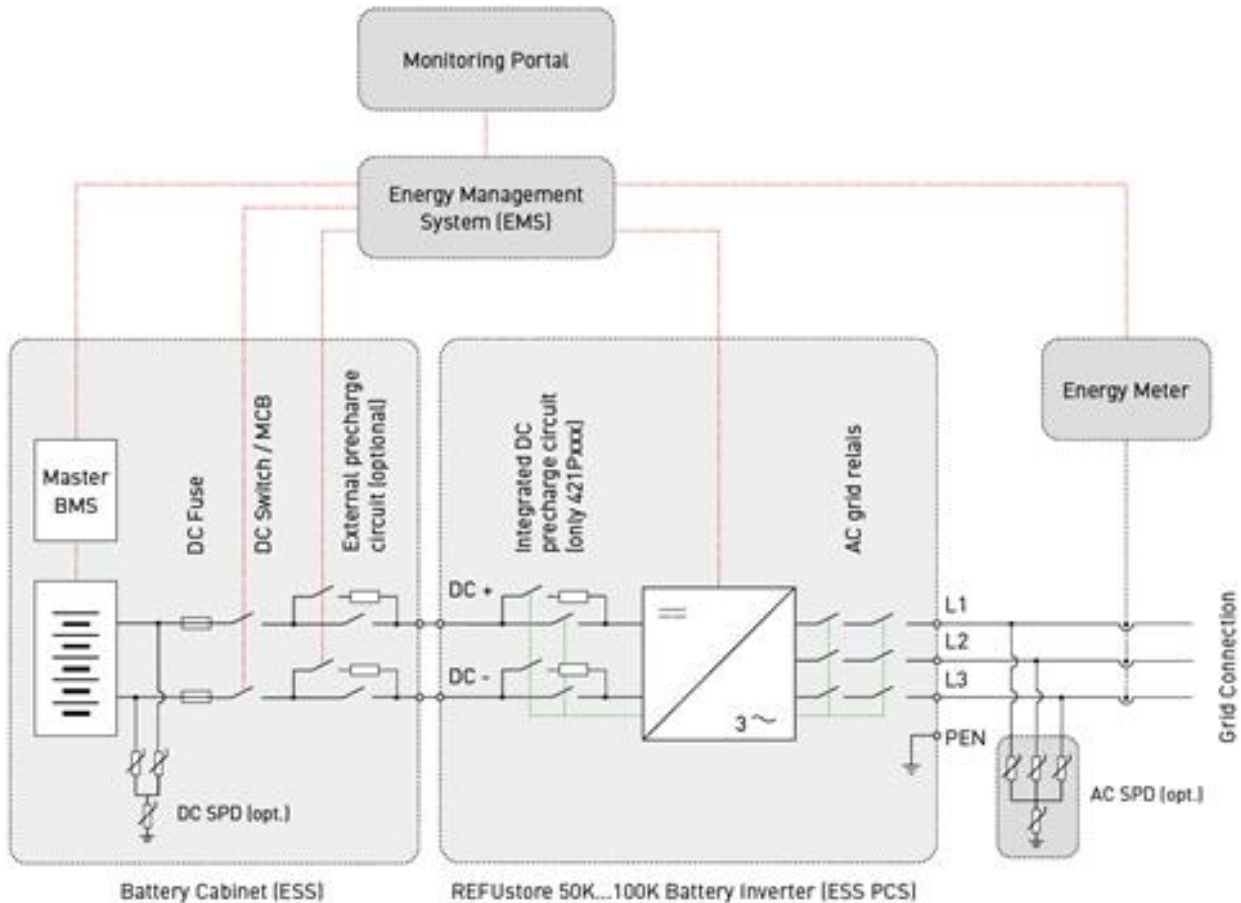 Monitoring Portal
Energy Management
System (EMS)
Energy Meter
Master
BMS
DC Fuse
DC Switch / MCB
External precharge
circuit (optional)
Integrated DC
precharge circuit
(only 421Pxxx)
AC grid relais
DC +
DC -
3
L1
L2
L3
PEN
Grid Connection
DC SPD (opt.)
AC SPD (opt.)
Battery Cabinet (ESS)
REFUstore 50K...100K Battery Inverter (ESS PCS)